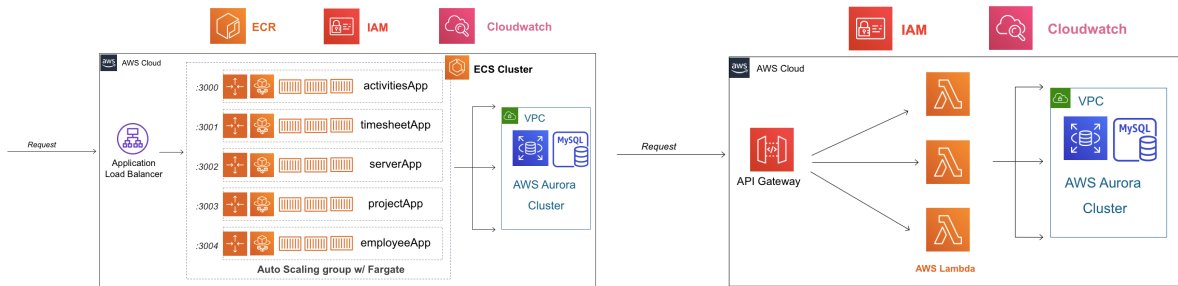 ECR
IAM
Cloudwatch
aws
AWS Cloud
ECS Cluster
:3000
activitiesApp
:3001
timesheetApp
:3002
serverApp
:3003
projectApp
:3004
employeeApp
Auto Scaling group w/ Fargate
Request
Application
Load Balancer
VPC
MySQL
AWS Aurora
Cluster
IAM
Cloudwatch
aws
AWS Cloud
Request
API Gateway
AWS Lambda
VPC
MySQL
AWS Aurora
Cluster